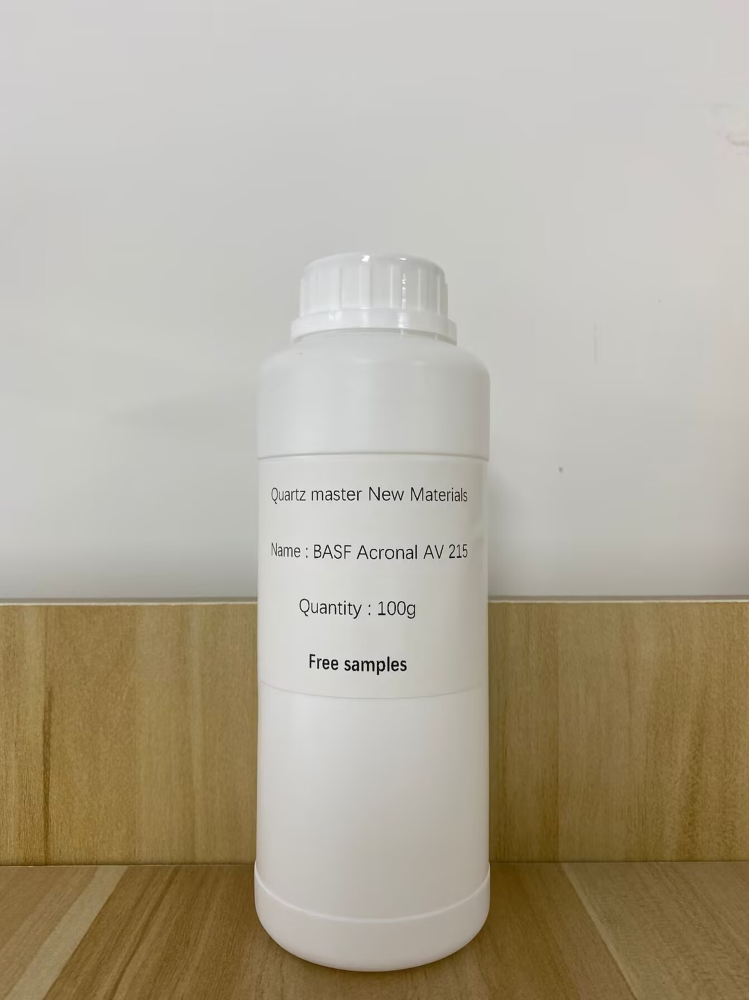 Quartz master New Materials
Name : BASF Acronal AV 215
Quantity : 100g
Free samples